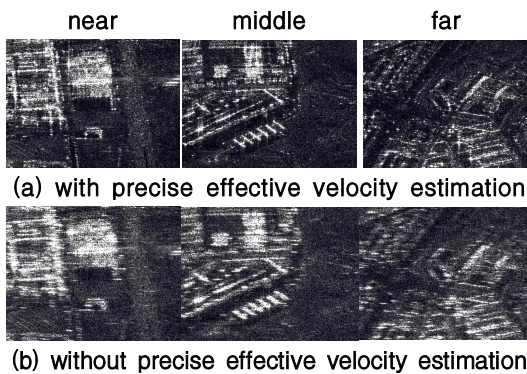 near middle far
(a) with precise effective velocity estimation
(b) without precise effective velocity estimation